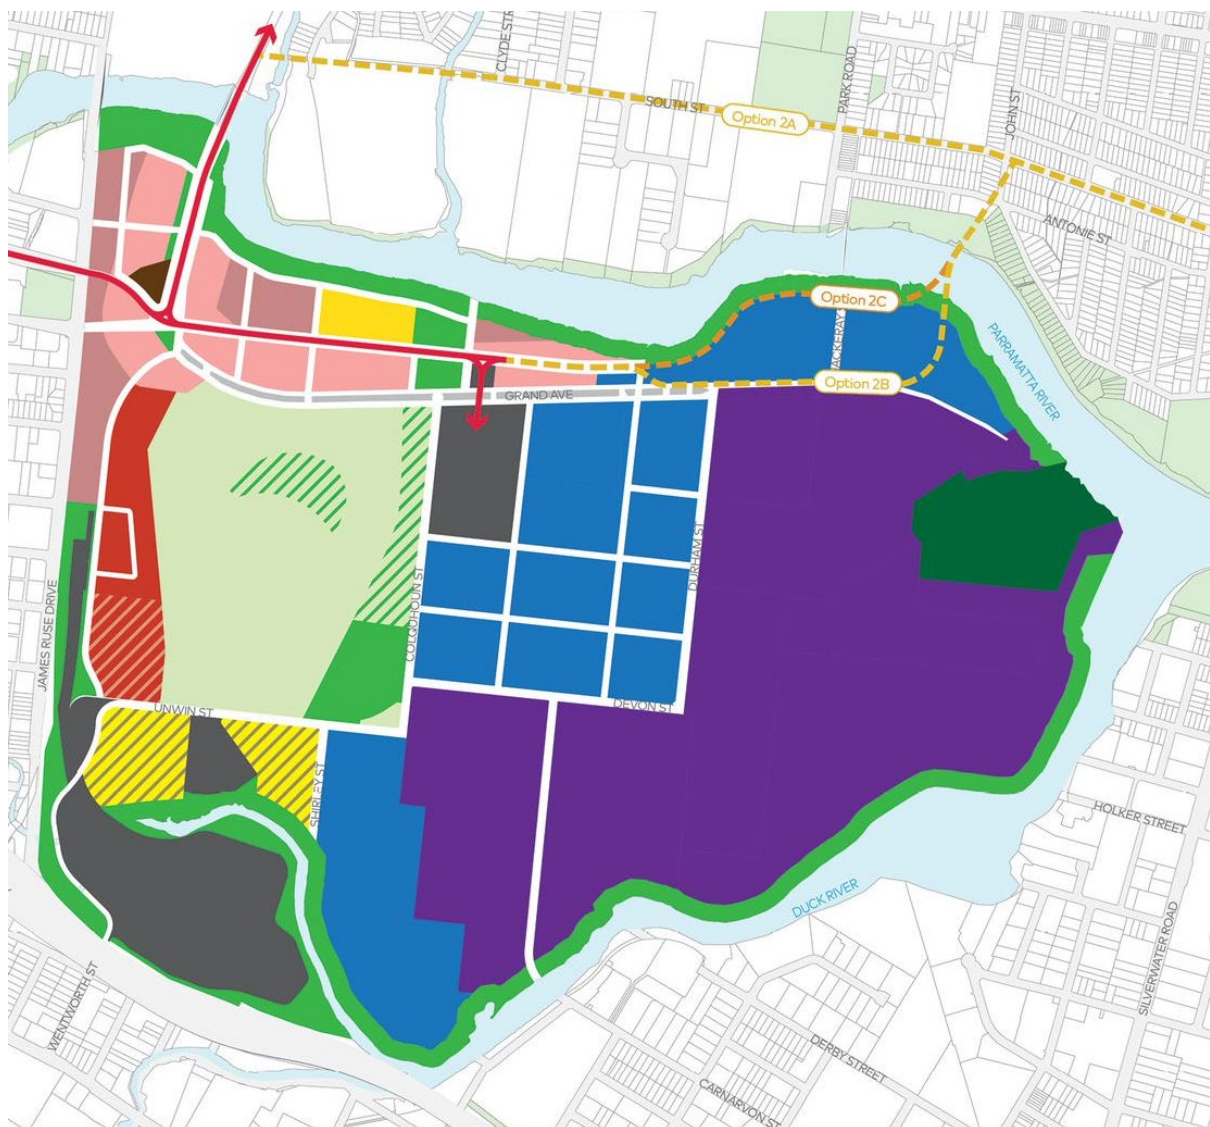 CLYDE STR
PARK ROAD
JOHN ST
SOUTH ST
Option 2A
ANTONIE ST
Option 2C
ACKERAY
PARRAMATTA RIVER
Option 2B
GRAND AVE
DURHAM ST
COLQUHOUN ST
JAMES RUSE DRIVE
UNWIN ST
DEVON ST
SHIRLEY ST
HOLKER STREET
DUCK RIVER
SILVERWATER ROAD
WENTWORTH ST
DERBY STREET
CARNARVON ST